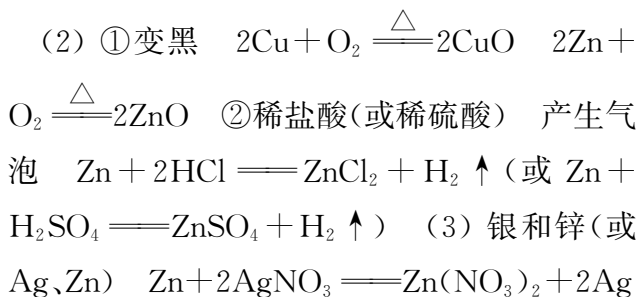 (2) ①变黑 2Cu+O₂ ≜ 2CuO 2Zn+
O₂ ≜ 2ZnO ②稀盐酸(或稀硫酸) 产生气
泡 Zn+2HCl══ZnCl₂+H₂↑(或 Zn+
H₂SO₄══ZnSO₄+H₂↑) (3) 银和锌(或
Ag、Zn) Zn+2AgNO₃══Zn(NO₃)₂+2Ag